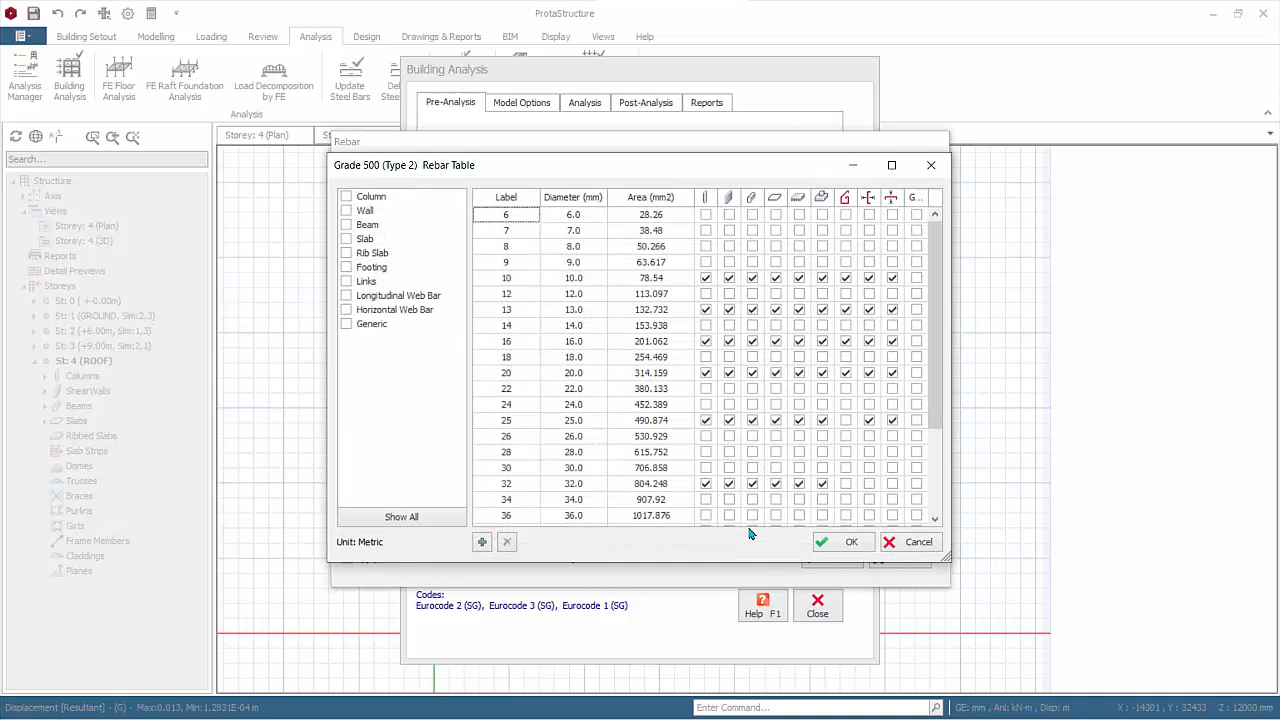 ProtaStructure
Building Setout Modelling Loading Review Analysis Design Drawings & Reports BIM Display Views Help
Analysis Manager
Building Analysis
FE Floor Analysis
FE Raft Foundation Analysis
Load Decomposition by FE
Update Steel Bars
Analysis
Building Analysis
Pre-Analysis Model Options Analysis Post-Analysis Reports
Storey: 4 (Plan)
Search...
Structure
Axis
Views
Storey: 4 (Plan)
Storey: 4 (3D)
Reports
Detail Previews
Storeys
St: 0 ( +-0.00m)
St: 1 (GROUND, Sim:2,3)
St: 2 (+6.00m, Sim:1,3)
St: 3 (+9.00m, Sim:2,1)
St: 4 (ROOF)
Columns
ShearWalls
Beams
Slabs
Ribbed Slabs
Slab Strips
Domes
Trusses
Braces
Purlins
Girts
Frame Members
Claddings
Planes
Rebar
Grade 500 (Type 2) Rebar Table
Column
Wall
Beam
Slab
Rib Slab
Footing
Links
Longitudinal Web Bar
Horizontal Web Bar
Generic
Show All
Unit: Metric
Label Diameter (mm) Area (mm2) G...
6 6.0 28.26
7 7.0 38.48
8 8.0 50.266
9 9.0 63.617
10 10.0 78.54
12 12.0 113.097
13 13.0 132.732
14 14.0 153.938
16 16.0 201.062
18 18.0 254.469
20 20.0 314.159
22 22.0 380.133
24 24.0 452.389
25 25.0 490.874
26 26.0 530.929
28 28.0 615.752
30 30.0 706.858
32 32.0 804.248
34 34.0 907.92
36 36.0 1017.876
OK Cancel
Codes:
Eurocode 2 (SG), Eurocode 3 (SG), Eurocode 1 (SG)
Help F1 Close
Displacement [Resultant] - (G) - Max:0.013, Min:1.2831E-04 m
Enter Command...
GE: mm , Anl: kN-m , Disp: m
X : -14301 , Y : 32433
Z : 12000 mm